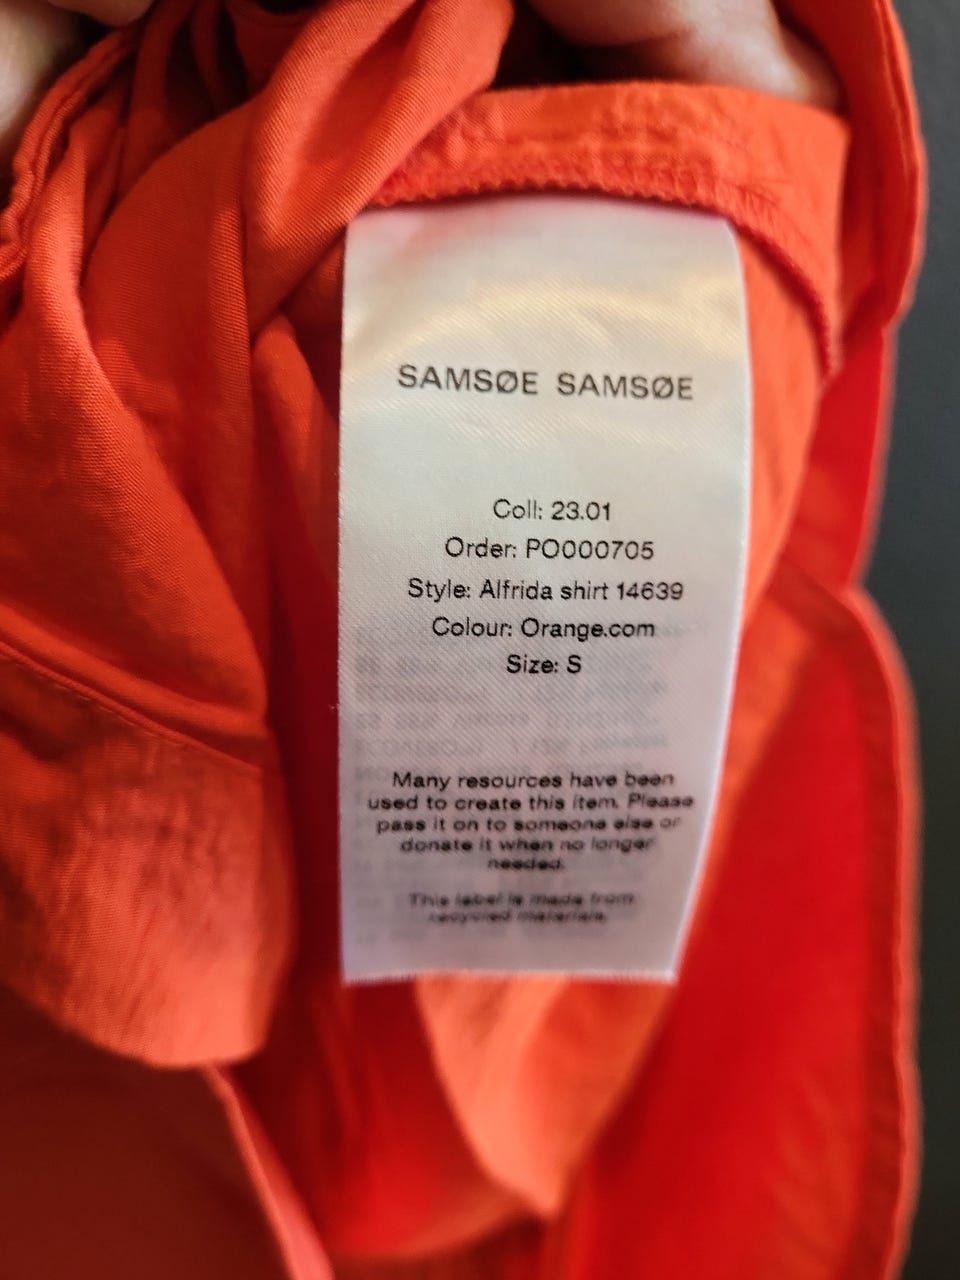 SAMSØE SAMSØE
Coll: 23.01
Order: PO000705
Style: Alfrida shirt 14639
Colour: Orange.com
Size: S
Many resources have been
used to create this item. Please
pass it on to someone else or
donate it when no longer
needed.
This label is made from
recycled materials.